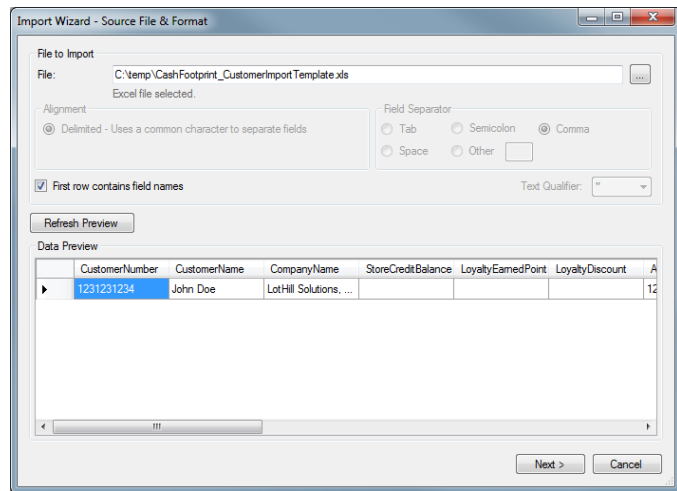 Import Wizard - Source File & Format
File to Import
File: C:\temp\CashFootprint_CustomerImportTemplate.xls ...
Excel file selected.
Alignment Field Separator
Delimited - Uses a common character to separate fields Tab Semicolon Comma
Space Other
First row contains field names Text Qualifier: "
Refresh Preview
Data Preview
CustomerNumber CustomerName CompanyName StoreCreditBalance LoyaltyEarnedPoint LoyaltyDiscount A
1231231234 John Doe LotHill Solutions, ... 12
Next > Cancel